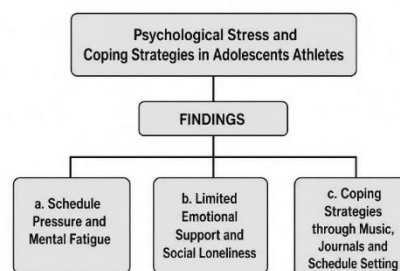 Psychological Stress and
Coping Strategies in Adolescents Athletes
FINDINGS
a. Schedule
Pressure and
Mental Fatigue
b. Limited
Emotional
Support and
Social Loneliness
c. Coping
Strategies
through Music,
Journals and
Schedule Setting